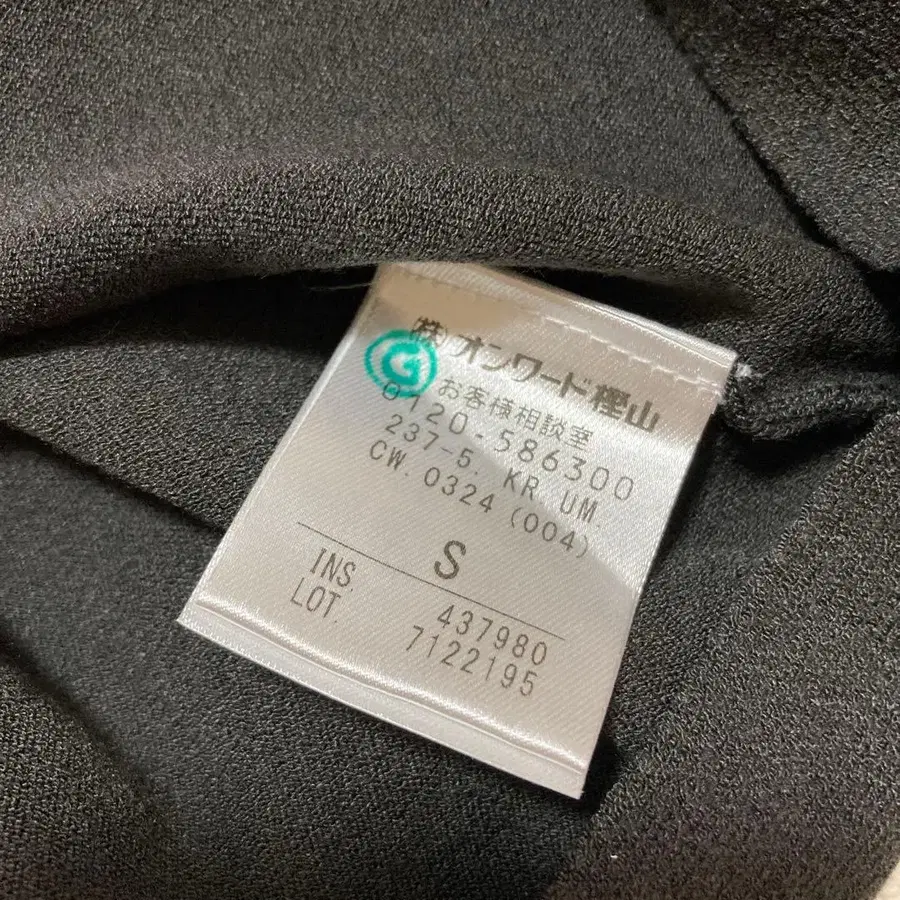 ㈱オンワード樫山
G
お客様相談室
0120-586300
237-5. KR UM
CW. 0324 (004)
S
INS. 437980
LOT. 7122195